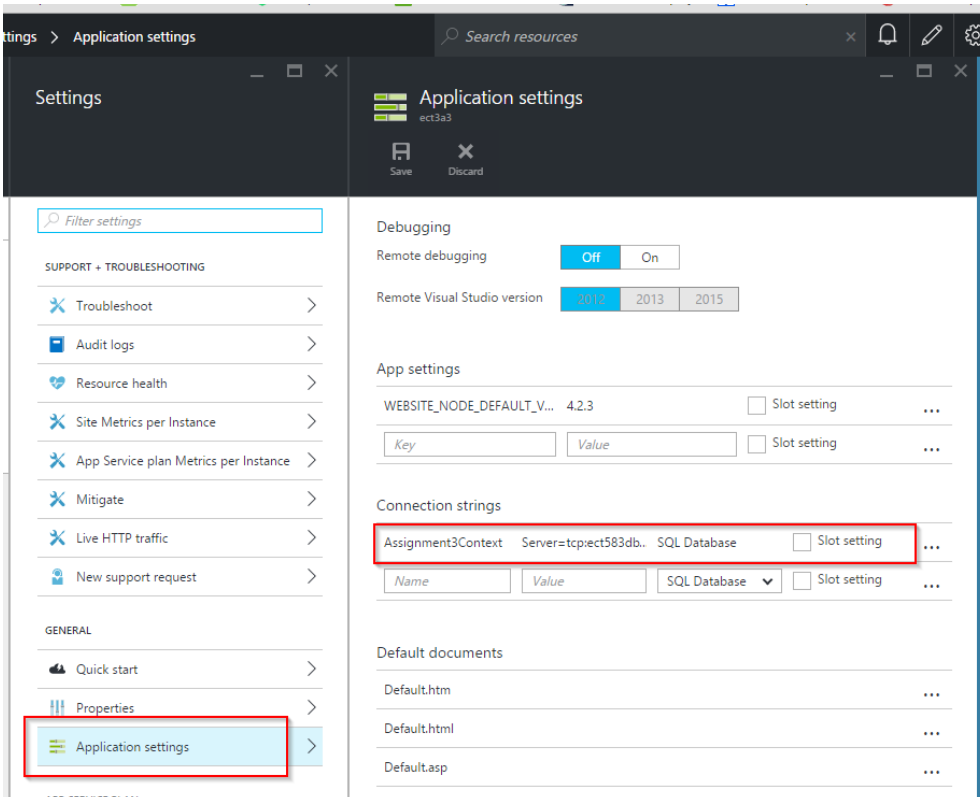 ttings > Application settings
Search resources
Settings
Application settings
ect3a3
Save
Discard
Filter settings
SUPPORT + TROUBLESHOOTING
Troubleshoot
Audit logs
Resource health
Site Metrics per Instance
App Service plan Metrics per Instance
Mitigate
Live HTTP traffic
New support request
GENERAL
Quick start
Properties
Application settings
Debugging
Remote debugging Off On
Remote Visual Studio version 2012 2013 2015
App settings
WEBSITE_NODE_DEFAULT_V... 4.2.3 Slot setting ...
Key Value Slot setting ...
Connection strings
Assignment3Context Server=tcp:ect583db.. SQL Database Slot setting ...
Name Value SQL Database Slot setting ...
Default documents
Default.htm ...
Default.html ...
Default.asp ...